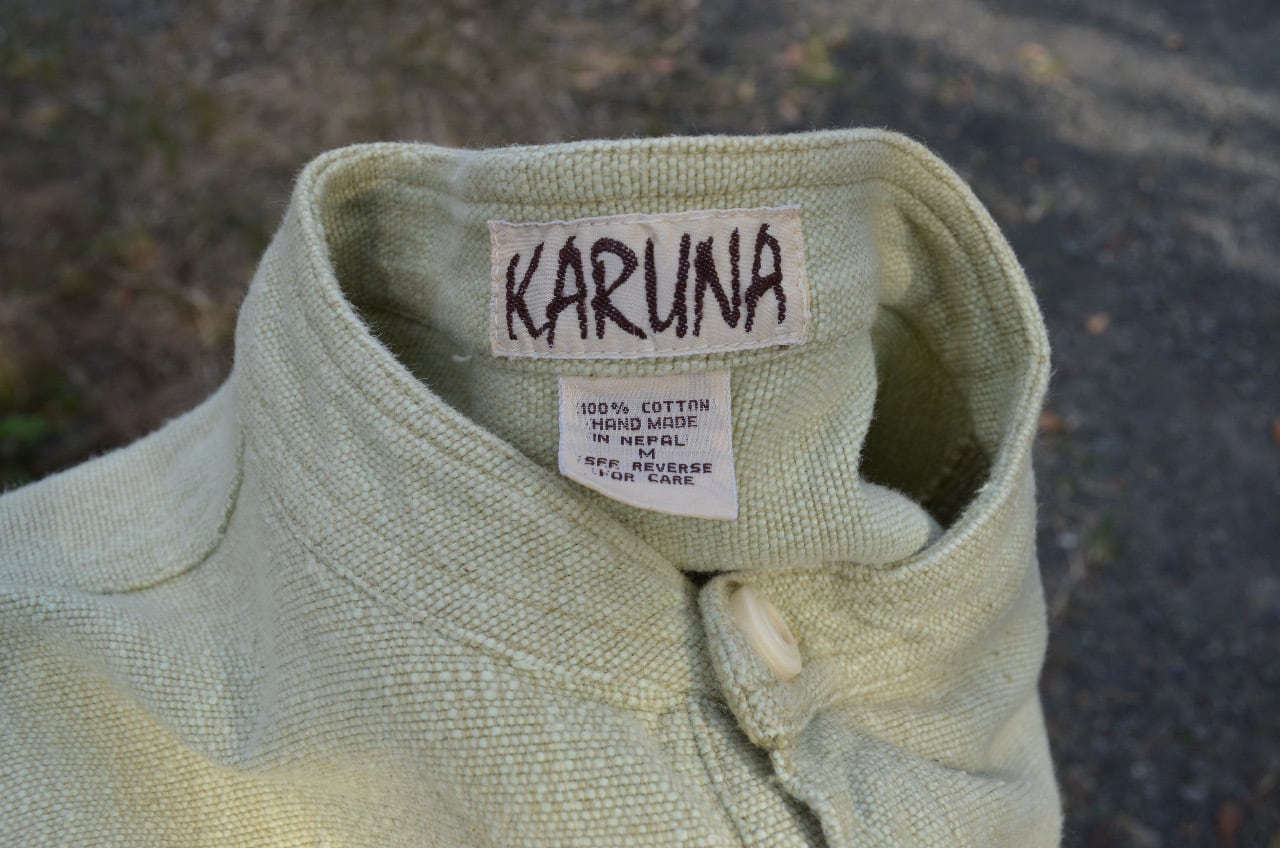 KARUNA
100% COTTON
HAND MADE
IN NEPAL
M
SEE REVERSE
FOR CARE